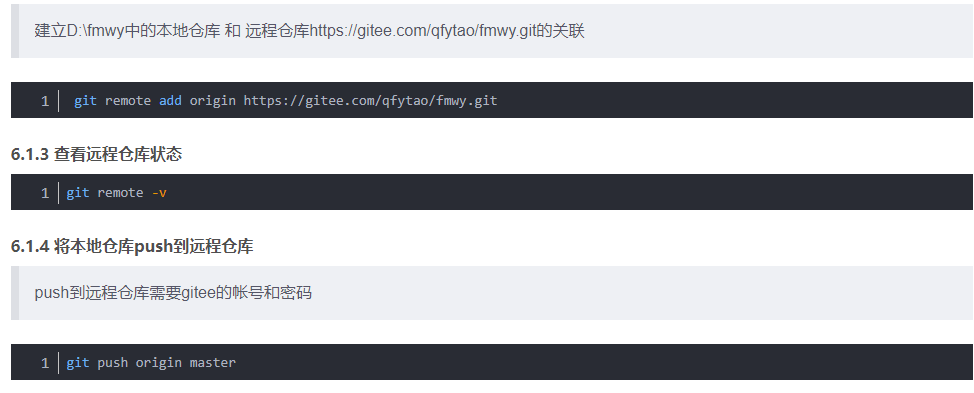 建立D:\fmwy中的本地仓库 和 远程仓库https://gitee.com/qfytao/fmwy.git的关联
1 git remote add origin https://gitee.com/qfytao/fmwy.git
6.1.3 查看远程仓库状态
1 git remote -v
6.1.4 将本地仓库push到远程仓库
push到远程仓库需要gitee的帐号和密码
1 git push origin master